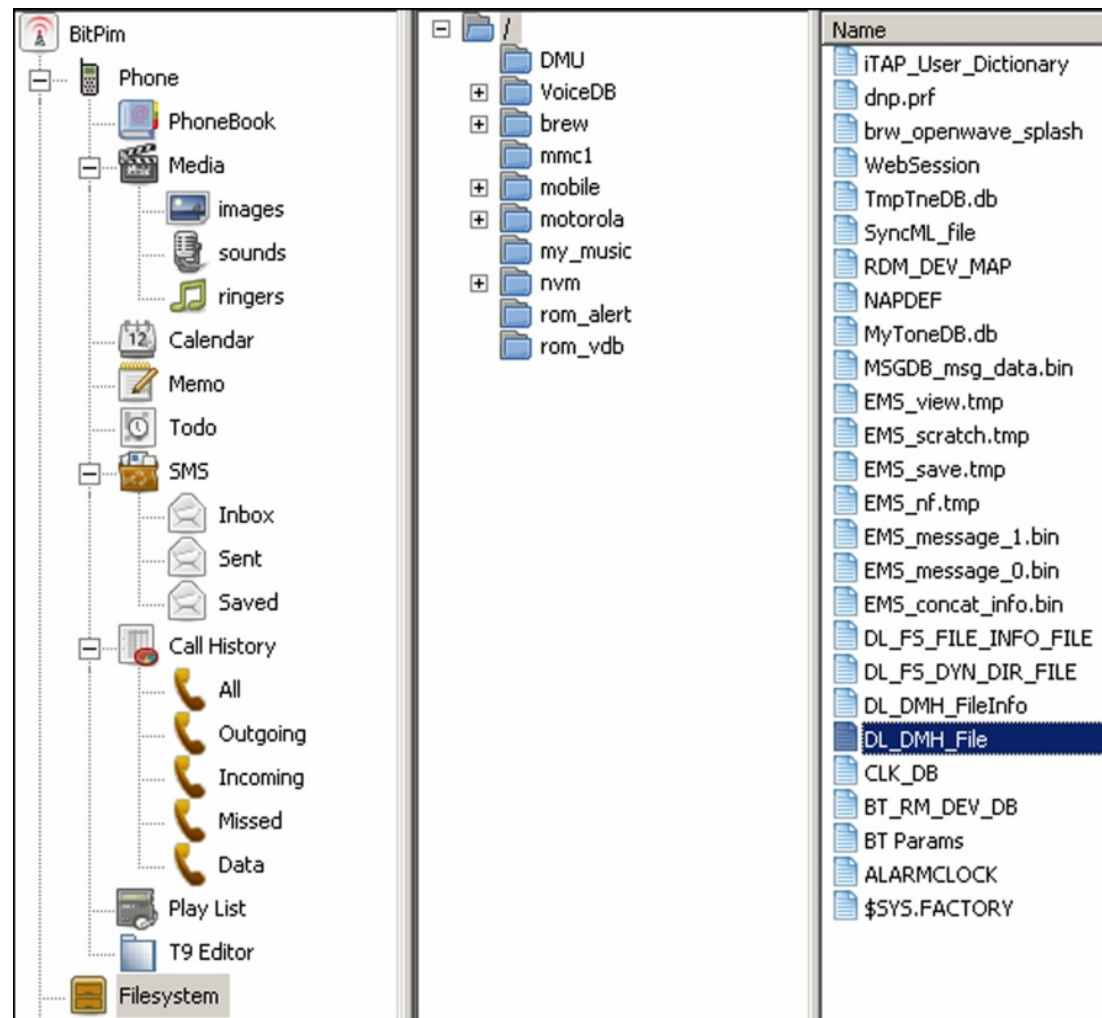 BitPim
Phone
PhoneBook
Media
images
sounds
ringers
12
Calendar
Memo
Todo
SMS
Inbox
Sent
Saved
Call History
All
Outgoing
Incoming
Missed
Data
Play List
T9 Editor
Filesystem
/
DMU
VoiceDB
brew
mmc1
mobile
motorola
my_music
nvm
rom_alert
rom_vdb
Name
iTAP_User_Dictionary
dnp.prf
brw_openwave_splash
WebSession
TmpTneDB.db
SyncML_file
RDM_DEV_MAP
NAPDEF
MyToneDB.db
MSGDB_msg_data.bin
EMS_view.tmp
EMS_scratch.tmp
EMS_save.tmp
EMS_nf.tmp
EMS_message_1.bin
EMS_message_0.bin
EMS_concat_info.bin
DL_FS_FILE_INFO_FILE
DL_FS_DYN_DIR_FILE
DL_DMH_FileInfo
DL_DMH_File
CLK_DB
BT_RM_DEV_DB
BT Params
ALARMCLOCK
$SYS.FACTORY